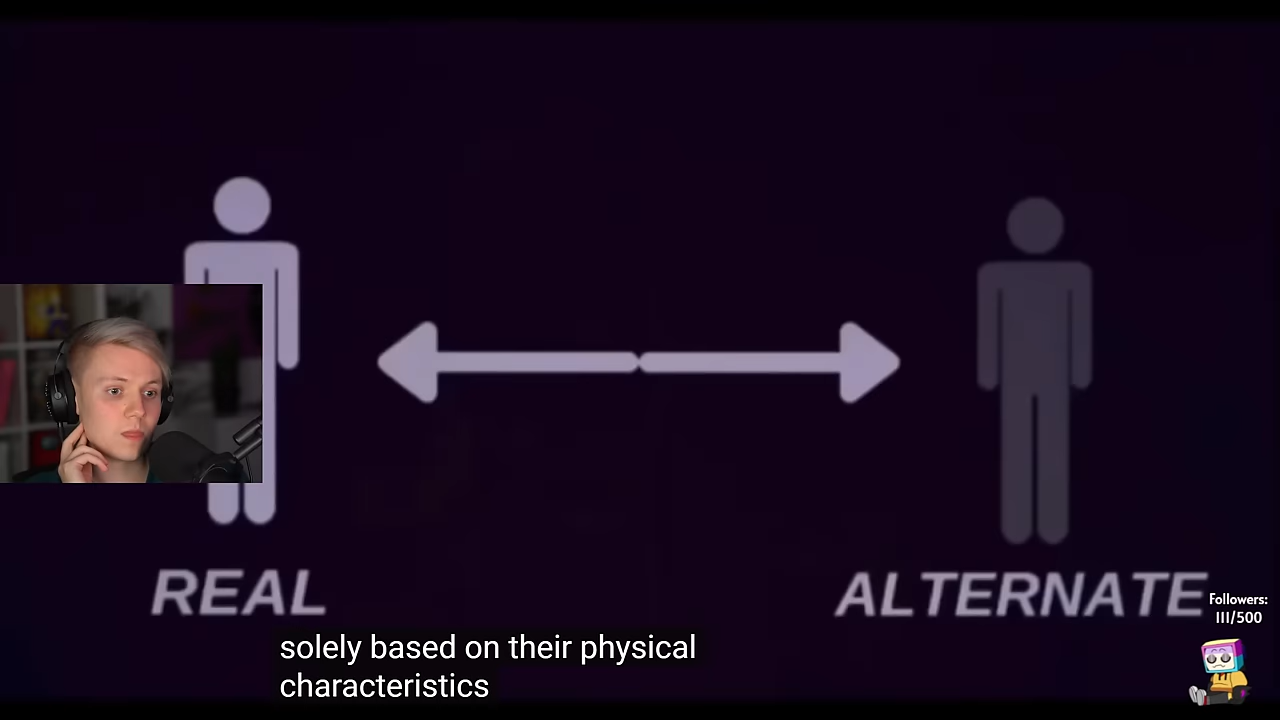 REAL
ALTERNATE
Followers:
111/500
solely based on their physical
characteristics